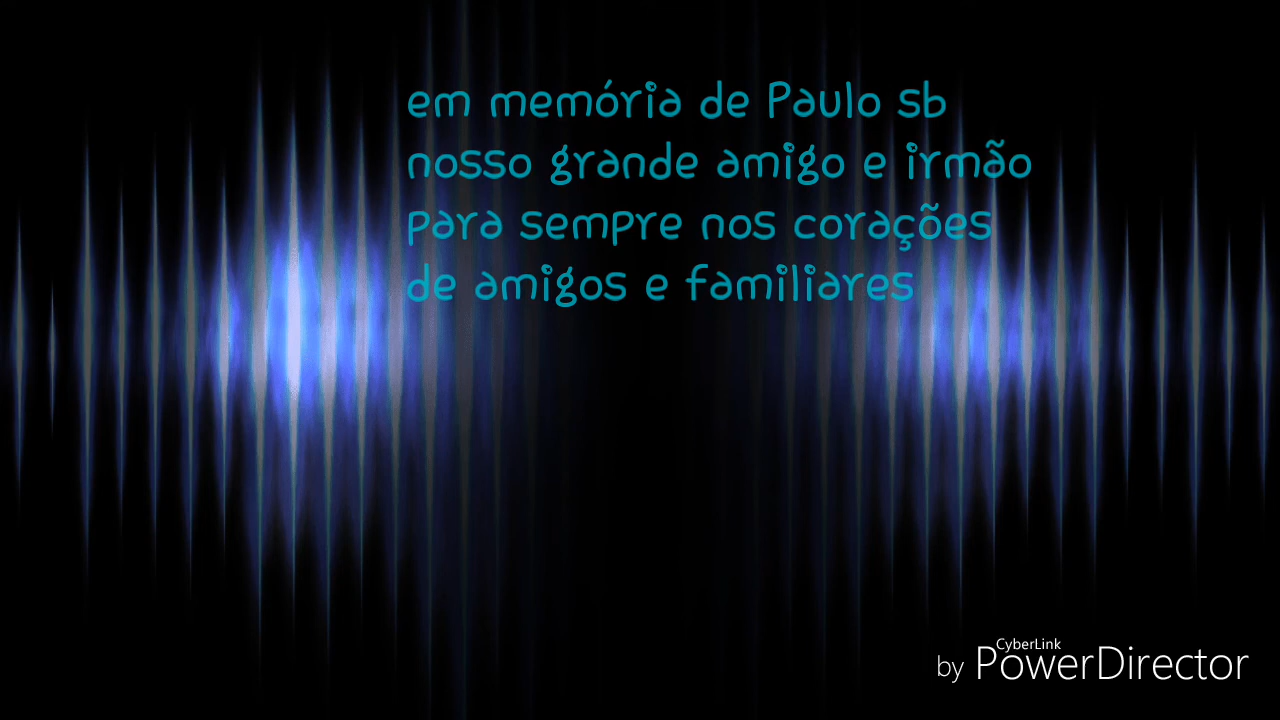 em memória de Paulo sb
nosso grande amigo e irmão
para sempre nos corações
de amigos e familiares
CyberLink
by PowerDirector